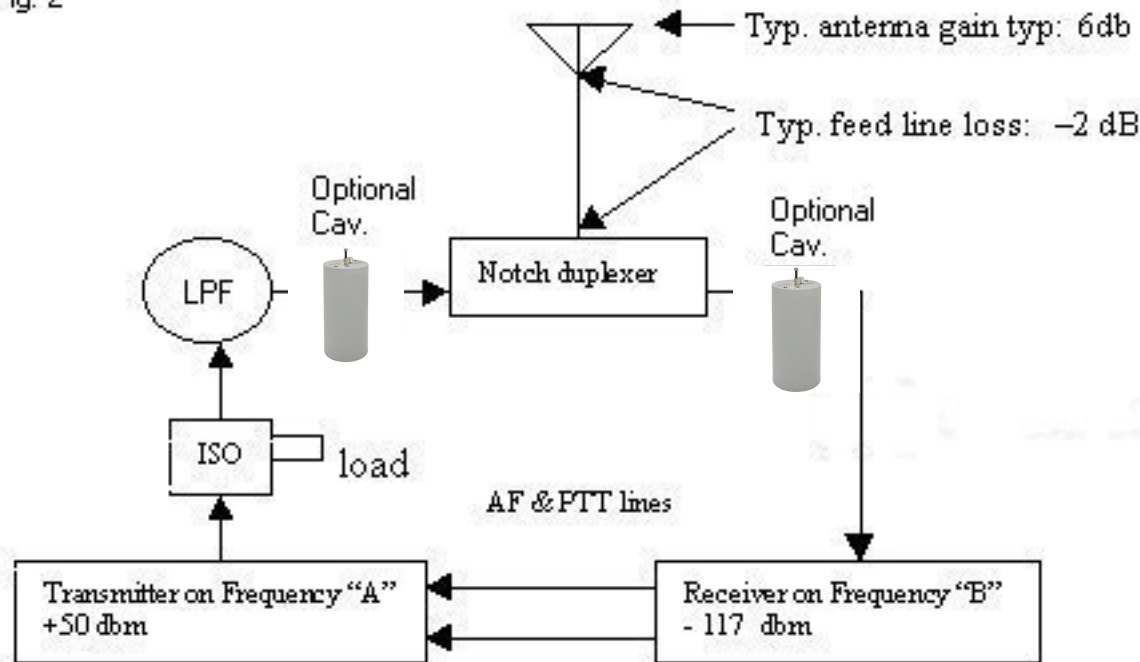 Fig. 2
Typ. antenna gain typ: 6db
Typ. feed line loss: –2 dB
Optional
Cav.
Optional
Cav.
Notch duplexer
LPF
ISO
load
AF & PTT lines
Transmitter on Frequency “A”
+50 dbm
Receiver on Frequency “B”
- 117 dbm